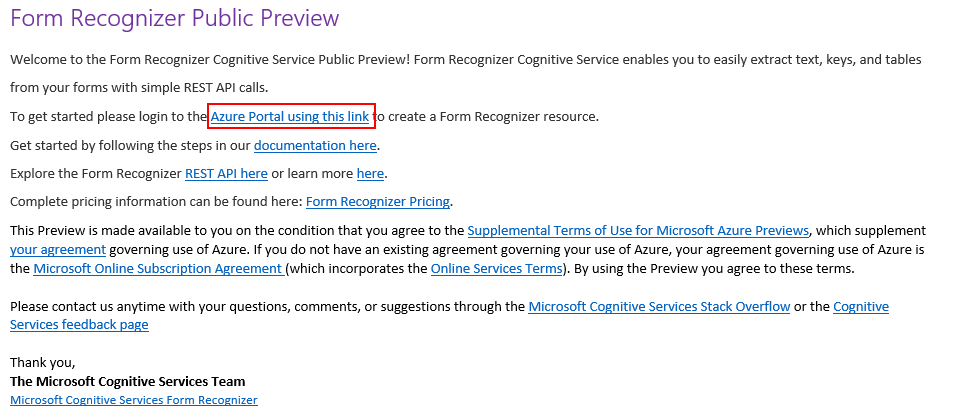 Form Recognizer Public Preview
Welcome to the Form Recognizer Cognitive Service Public Preview! Form Recognizer Cognitive Service enables you to easily extract text, keys, and tables
from your forms with simple REST API calls.
To get started please login to the Azure Portal using this link to create a Form Recognizer resource.
Get started by following the steps in our documentation here.
Explore the Form Recognizer REST API here or learn more here.
Complete pricing information can be found here: Form Recognizer Pricing.
This Preview is made available to you on the condition that you agree to the Supplemental Terms of Use for Microsoft Azure Previews, which supplement
your agreement governing use of Azure. If you do not have an existing agreement governing your use of Azure, your agreement governing use of Azure is
the Microsoft Online Subscription Agreement (which incorporates the Online Services Terms). By using the Preview you agree to these terms.
Please contact us anytime with your questions, comments, or suggestions through the Microsoft Cognitive Services Stack Overflow or the Cognitive
Services feedback page
Thank you,
The Microsoft Cognitive Services Team
Microsoft Cognitive Services Form Recognizer